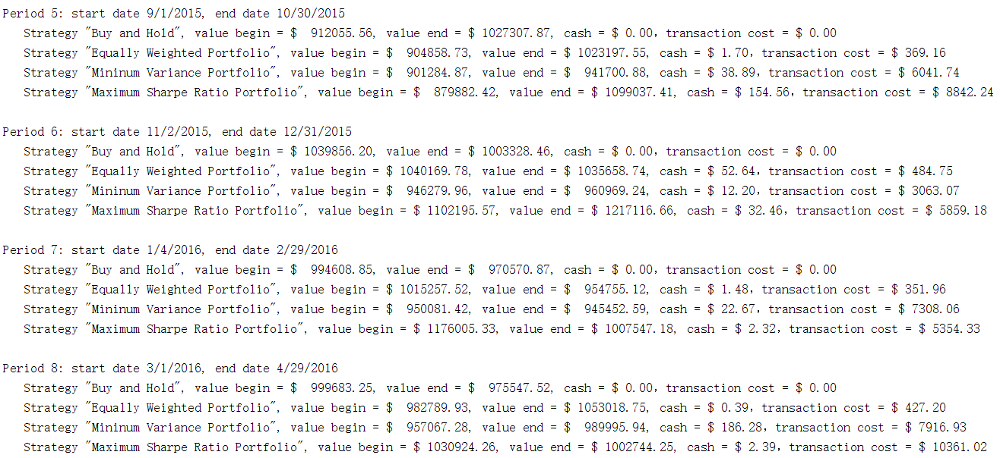 Period 5: start date 9/1/2015, end date 10/30/2015
Strategy "Buy and Hold", value begin = $  912055.56, value end = $ 1027307.87, cash = $ 0.00, transaction cost = $ 0.00
Strategy "Equally Weighted Portfolio", value begin = $  904858.73, value end = $ 1023197.55, cash = $ 1.70, transaction cost = $ 369.16
Strategy "Mininum Variance Portfolio", value begin = $  901284.87, value end = $  941700.88, cash = $ 38.89, transaction cost = $ 6041.74
Strategy "Maximum Sharpe Ratio Portfolio", value begin = $  879882.42, value end = $ 1099037.41, cash = $ 154.56, transaction cost = $ 8842.24
Period 6: start date 11/2/2015, end date 12/31/2015
Strategy "Buy and Hold", value begin = $ 1039856.20, value end = $ 1003328.46, cash = $ 0.00, transaction cost = $ 0.00
Strategy "Equally Weighted Portfolio", value begin = $ 1040169.78, value end = $ 1035658.74, cash = $ 52.64, transaction cost = $ 484.75
Strategy "Mininum Variance Portfolio", value begin = $  946279.96, value end = $  960969.24, cash = $ 12.20, transaction cost = $ 3063.07
Strategy "Maximum Sharpe Ratio Portfolio", value begin = $ 1102195.57, value end = $ 1217116.66, cash = $ 32.46, transaction cost = $ 5859.18
Period 7: start date 1/4/2016, end date 2/29/2016
Strategy "Buy and Hold", value begin = $  994608.85, value end = $  970570.87, cash = $ 0.00, transaction cost = $ 0.00
Strategy "Equally Weighted Portfolio", value begin = $ 1015257.52, value end = $  954755.12, cash = $ 1.48, transaction cost = $ 351.96
Strategy "Mininum Variance Portfolio", value begin = $  950081.42, value end = $  945452.59, cash = $ 22.67, transaction cost = $ 7308.06
Strategy "Maximum Sharpe Ratio Portfolio", value begin = $ 1176005.33, value end = $ 1007547.18, cash = $ 2.32, transaction cost = $ 5354.33
Period 8: start date 3/1/2016, end date 4/29/2016
Strategy "Buy and Hold", value begin = $  999683.25, value end = $  975547.52, cash = $ 0.00, transaction cost = $ 0.00
Strategy "Equally Weighted Portfolio", value begin = $  982789.93, value end = $ 1053018.75, cash = $ 0.39, transaction cost = $ 427.20
Strategy "Mininum Variance Portfolio", value begin = $  957067.28, value end = $  989995.94, cash = $ 186.28, transaction cost = $ 7916.93
Strategy "Maximum Sharpe Ratio Portfolio", value begin = $ 1030924.26, value end = $ 1002744.25, cash = $ 2.39, transaction cost = $ 10361.02